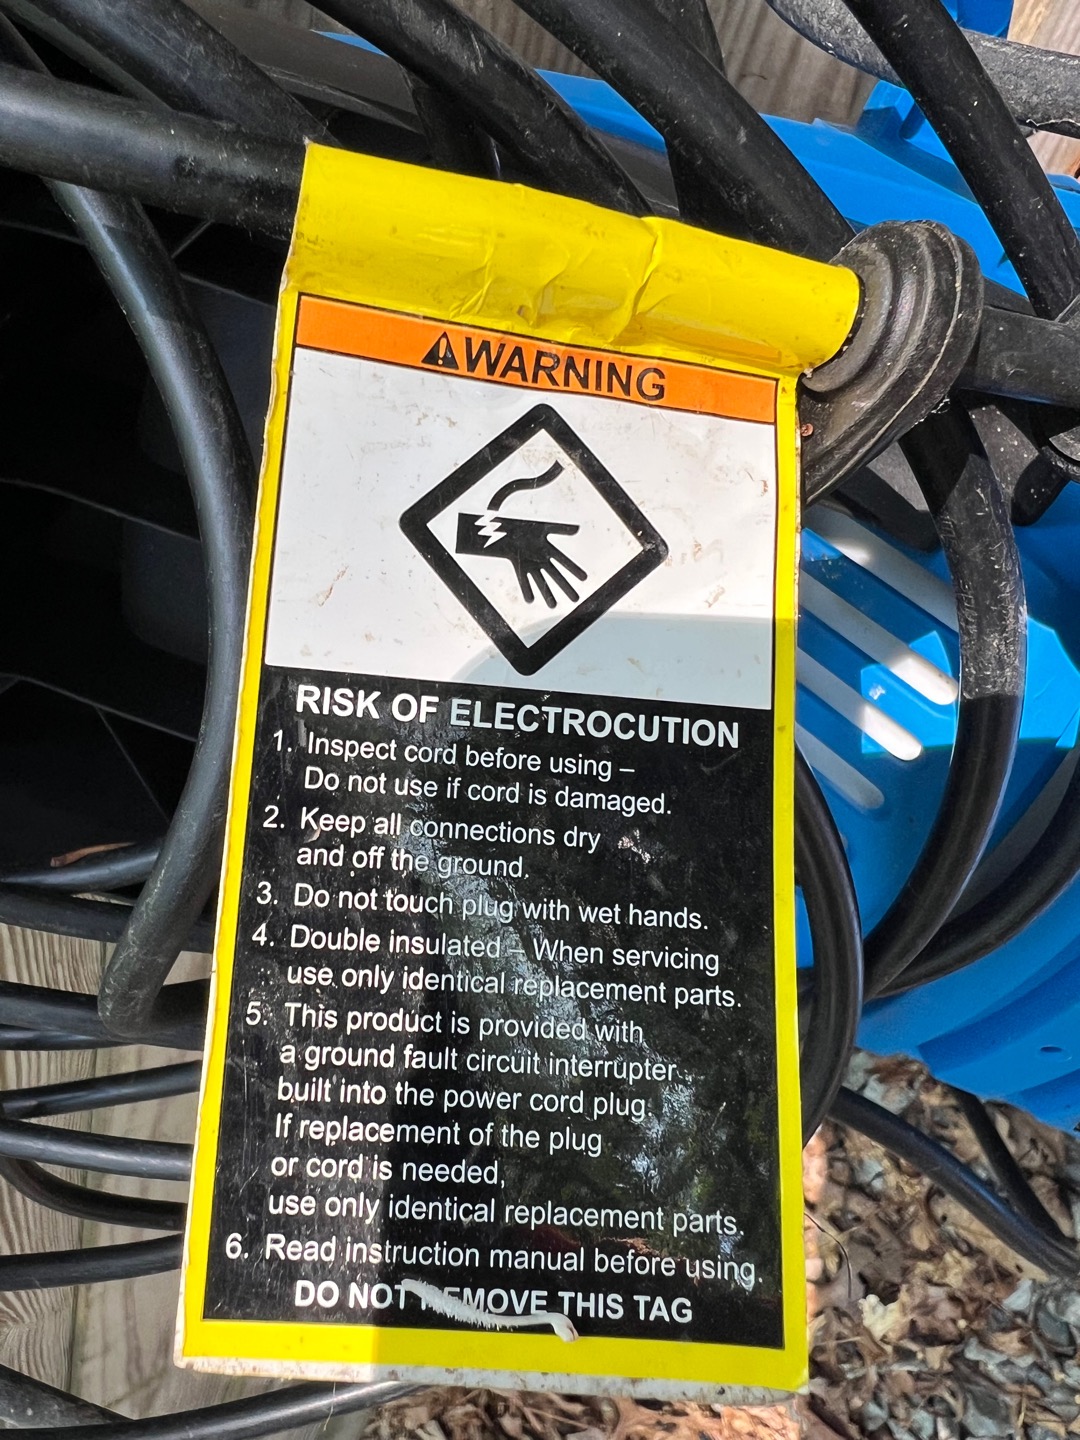 WARNING
RISK OF ELECTROCUTION
1. Inspect cord before using –
Do not use if cord is damaged.
2. Keep all connections dry
and off the ground.
3. Do not touch plug with wet hands.
4. Double insulated – When servicing
use only identical replacement parts.
5. This product is provided with
a ground fault circuit interrupter
built into the power cord plug.
If replacement of the plug
or cord is needed,
use only identical replacement parts.
6. Read instruction manual before using.
DO NOT REMOVE THIS TAG